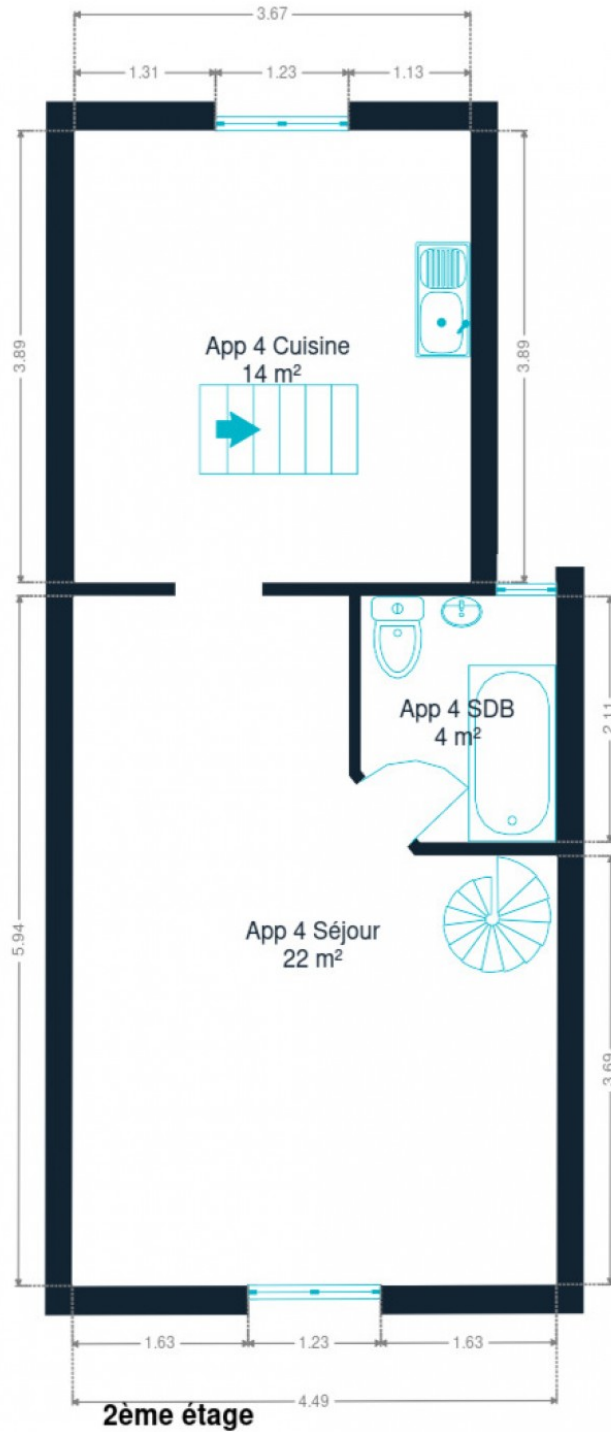 3.67
1.31 1.23 1.13
3.89
3.89
App 4 Cuisine
14 m²
App 4 SDB
4 m²
2.11
5.94
App 4 Séjour
22 m²
3.69
1.63 1.23 1.63
4.49
2ème étage